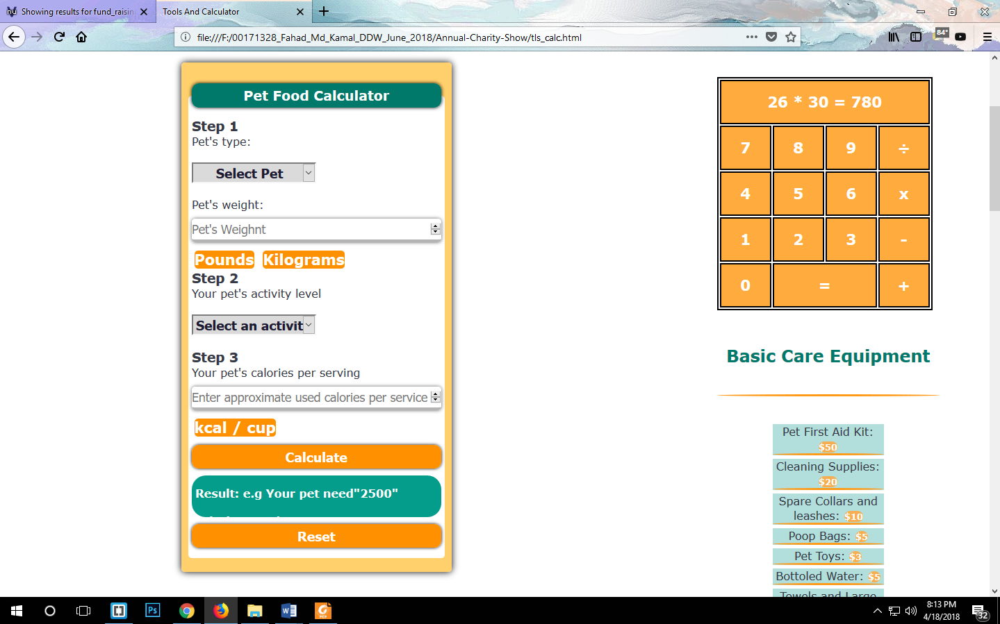 Showing results for fund_raisin
Tools And Calculator
file:///F:/00171328_Fahad_Md_Kamal_DDW_June_2018/Annual-Charity-Show/tls_calc.html
84°
Pet Food Calculator
Step 1
Pet's type:
Select Pet
Pet's weight:
Pet's Weighnt
Pounds Kilograms
Step 2
Your pet's activity level
Select an activit
Step 3
Your pet's calories per serving
Enter approximate used calories per service
kcal / cup
Calculate
Result: e.g Your pet need"2500"
Reset
26 * 30 = 780
7 8 9 ÷
4 5 6 x
1 2 3 -
0 = +
Basic Care Equipment
Pet First Aid Kit:
$50
Cleaning Supplies:
$20
Spare Collars and
leashes: $10
Poop Bags: $5
Pet Toys: $3
Bottoled Water: $5
Towels and Large
Ps
W
G
PDF
8:13 PM
4/18/2018
32